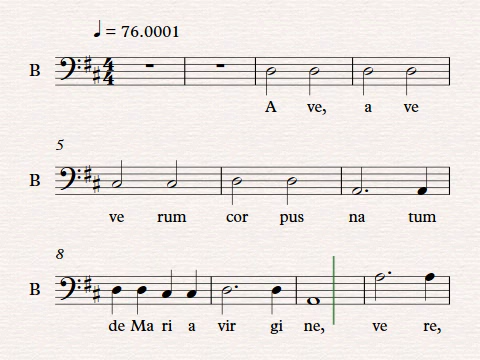 ♩ = 76.0001
B
A ve, a ve
5
B
ve rum cor pus na tum
8
B
de Ma ri a vir gi ne, ve re,